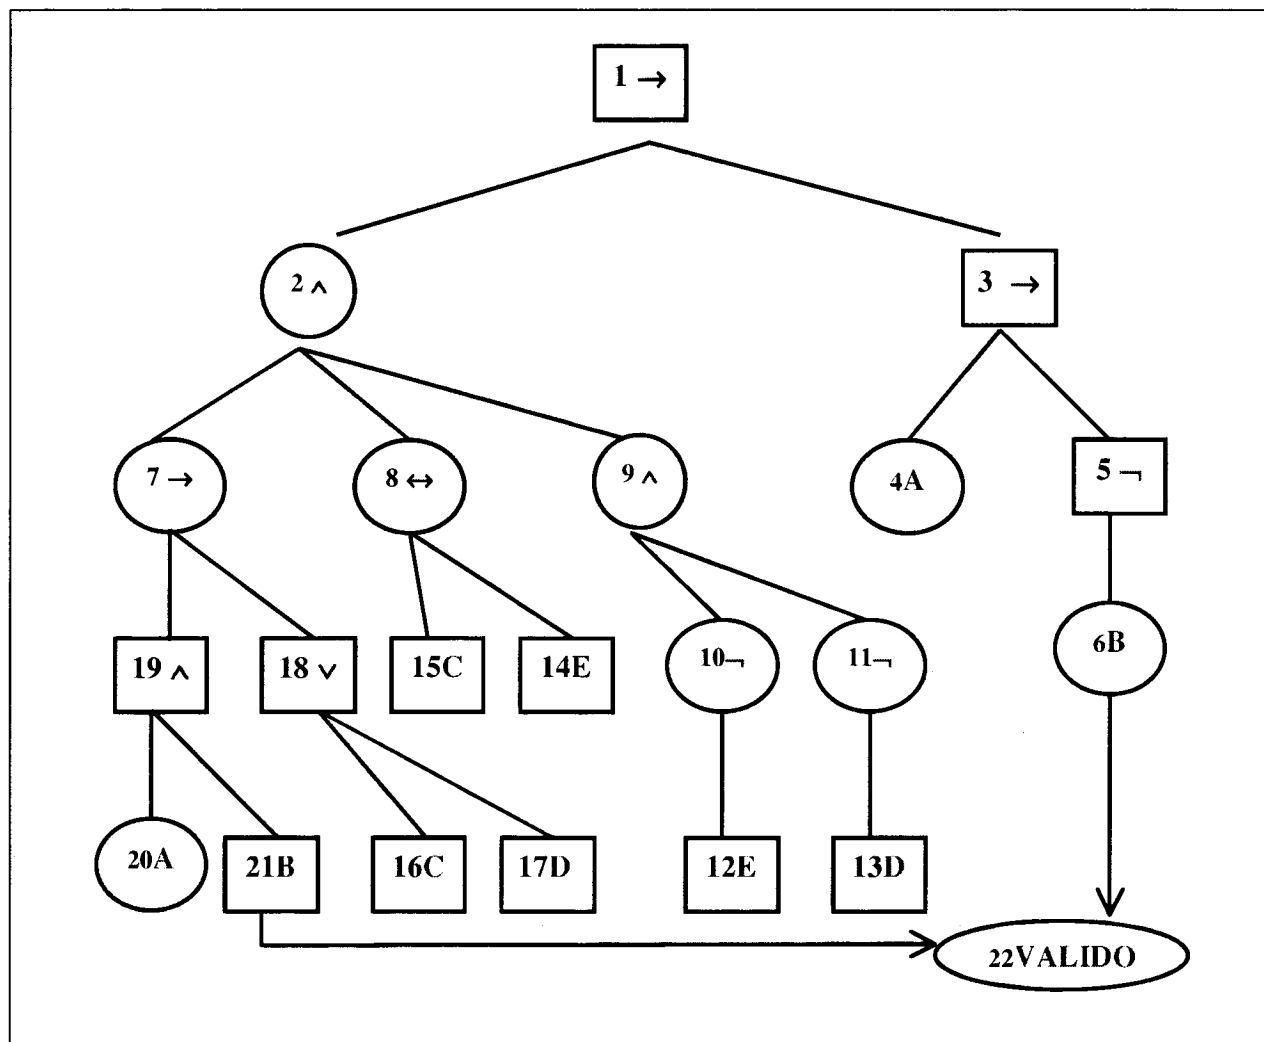 1 →
2 ∧
3 →
7 →
8 ↔
9 ∧
4A
5 ¬
19 ∧
18 ∨
15C
14E
10¬
11¬
6B
20A
21B
16C
17D
12E
13D
22VALIDO